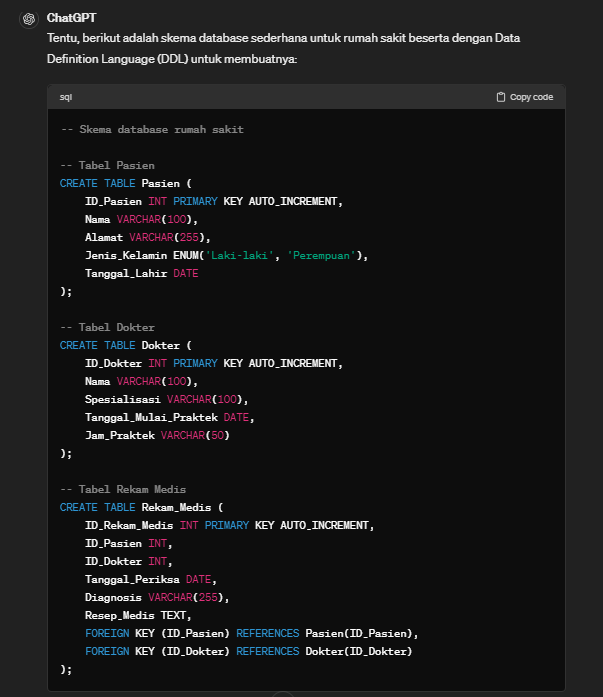 ChatGPT
Tentu, berikut adalah skema database sederhana untuk rumah sakit beserta dengan Data
Definition Language (DDL) untuk membuatnya:
sql
Copy code
-- Skema database rumah sakit
-- Tabel Pasien
CREATE TABLE Pasien (
    ID_Pasien INT PRIMARY KEY AUTO_INCREMENT,
    Nama VARCHAR(100),
    Alamat VARCHAR(255),
    Jenis_Kelamin ENUM('Laki-laki', 'Perempuan'),
    Tanggal_Lahir DATE
);
-- Tabel Dokter
CREATE TABLE Dokter (
    ID_Dokter INT PRIMARY KEY AUTO_INCREMENT,
    Nama VARCHAR(100),
    Spesialisasi VARCHAR(100),
    Tanggal_Mulai_Praktek DATE,
    Jam_Praktek VARCHAR(50)
);
-- Tabel Rekam Medis
CREATE TABLE Rekam_Medis (
    ID_Rekam_Medis INT PRIMARY KEY AUTO_INCREMENT,
    ID_Pasien INT,
    ID_Dokter INT,
    Tanggal_Periksa DATE,
    Diagnosis VARCHAR(255),
    Resep_Medis TEXT,
    FOREIGN KEY (ID_Pasien) REFERENCES Pasien(ID_Pasien),
    FOREIGN KEY (ID_Dokter) REFERENCES Dokter(ID_Dokter)
);